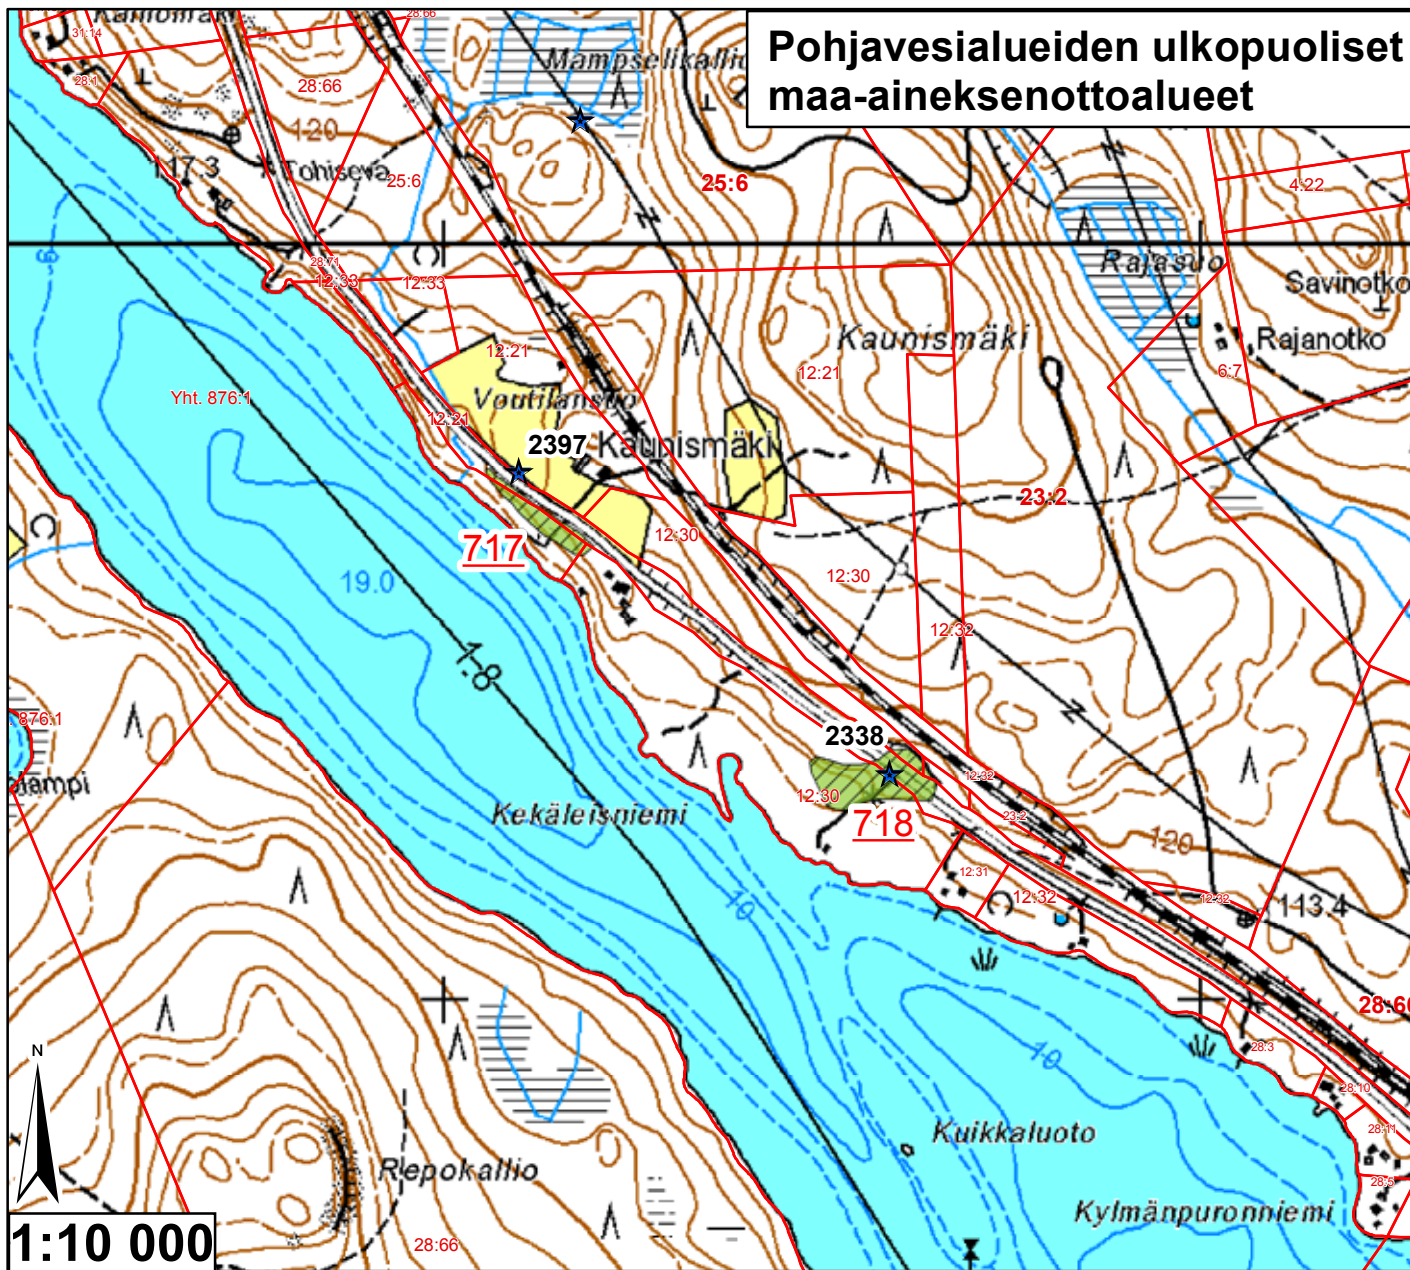 Pohjavesialueiden ulkopuoliset
maa-aineksenottoalueet
31:14
28:66
28:1
28:66
Mampselikallio
120
117.3
Tohiseva
25:6
25:6
4:22
28:71
12:33
12:33
9
Rajasuo
Savinotko
Rajanotko
6:7
Kaunismäki
12:21
12:21
Yht. 876:1
Voutilansuo
12:21
2397
Kaunismäki
23:2
717
12:30
12:30
19.0
12:32
1.8
876:1
2338
12:32
12:30
Kekäleisniemi
718
23:2
120
12:31
12:32
12:32
113.4
10
28:66
10
28:3
28:10
28:11
Kuikkaluoto
N
Repokallio
28:5
Kylmänpuronniemi
28:66
1:10 000